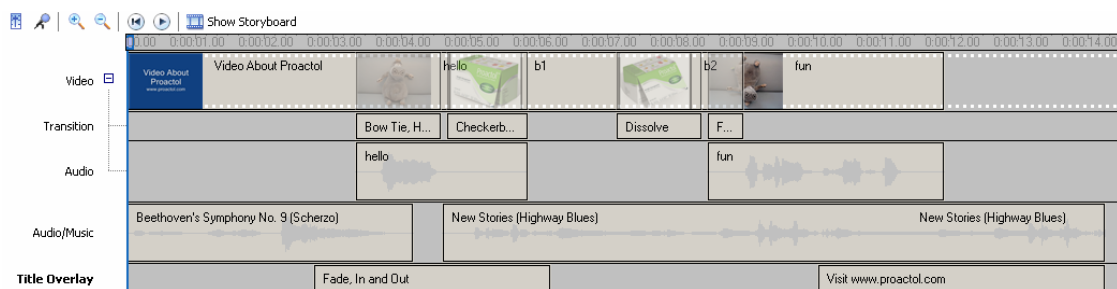 Show Storyboard
0.00 0:00:01.00 0:00:02.00 0:00:03.00 0:00:04.00 0:00:05.00 0:00:06.00 0:00:07.00 0:00:08.00 0:00:09.00 0:00:10.00 0:00:11.00 0:00:12.00 0:00:13.00 0:00:14.00
Video
Video About
Proactol
www.proactol.com
Video About Proactol
hello
b1
b2
fun
Transition
Bow Tie, H...
Checkerb...
Dissolve
F...
Audio
hello
fun
Audio/Music
Beethoven's Symphony No. 9 (Scherzo)
New Stories (Highway Blues)
New Stories (Highway Blues)
Title Overlay
Fade, In and Out
Visit www.proactol.com